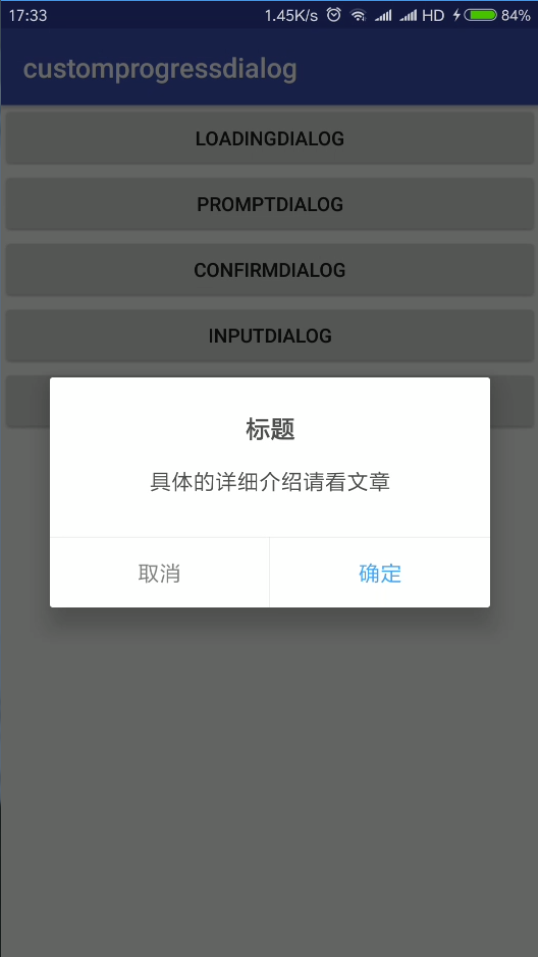 17:33 1.45K/s HD 84%
customprogressdialog
LOADINGDIALOG
PROMPTDIALOG
CONFIRMDIALOG
INPUTDIALOG
标题
具体的详细介绍请看文章
取消 确定